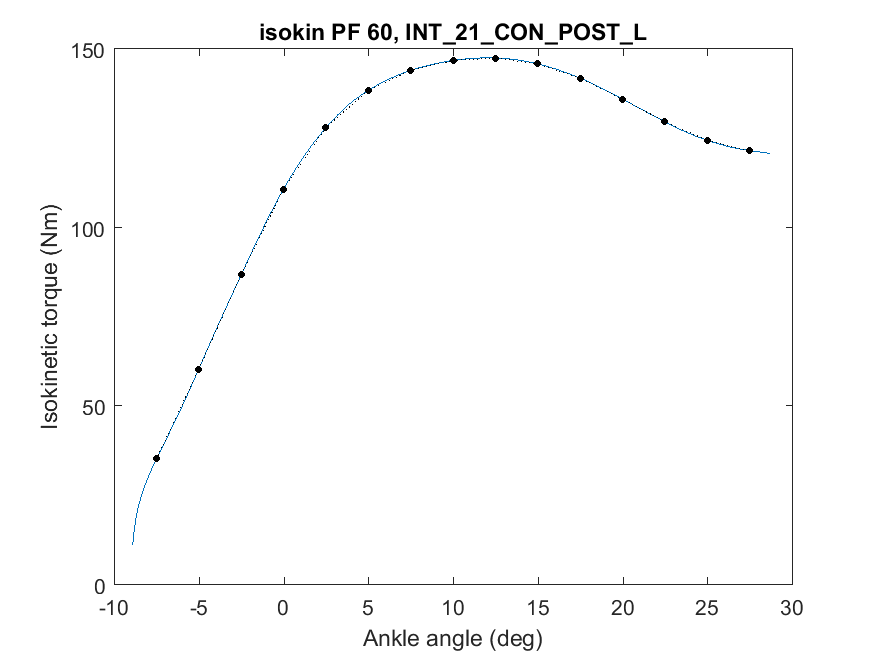 isokin PF 60, INT_21_CON_POST_L
150
100
50
0
Isokinetic torque (Nm)
-10 -5 0 5 10 15 20 25 30
Ankle angle (deg)